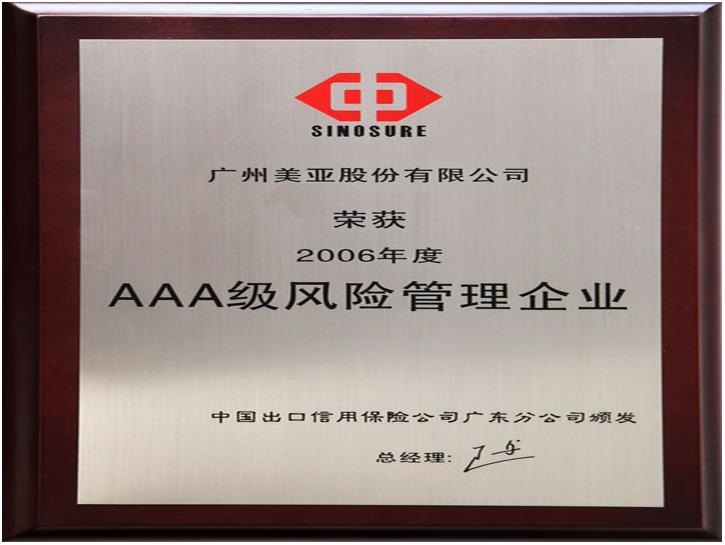 SINOSURE
广州美亚股份有限公司
荣获
2006年度
AAA级风险管理企业
中国出口信用保险公司广东分公司颁发
总经理: